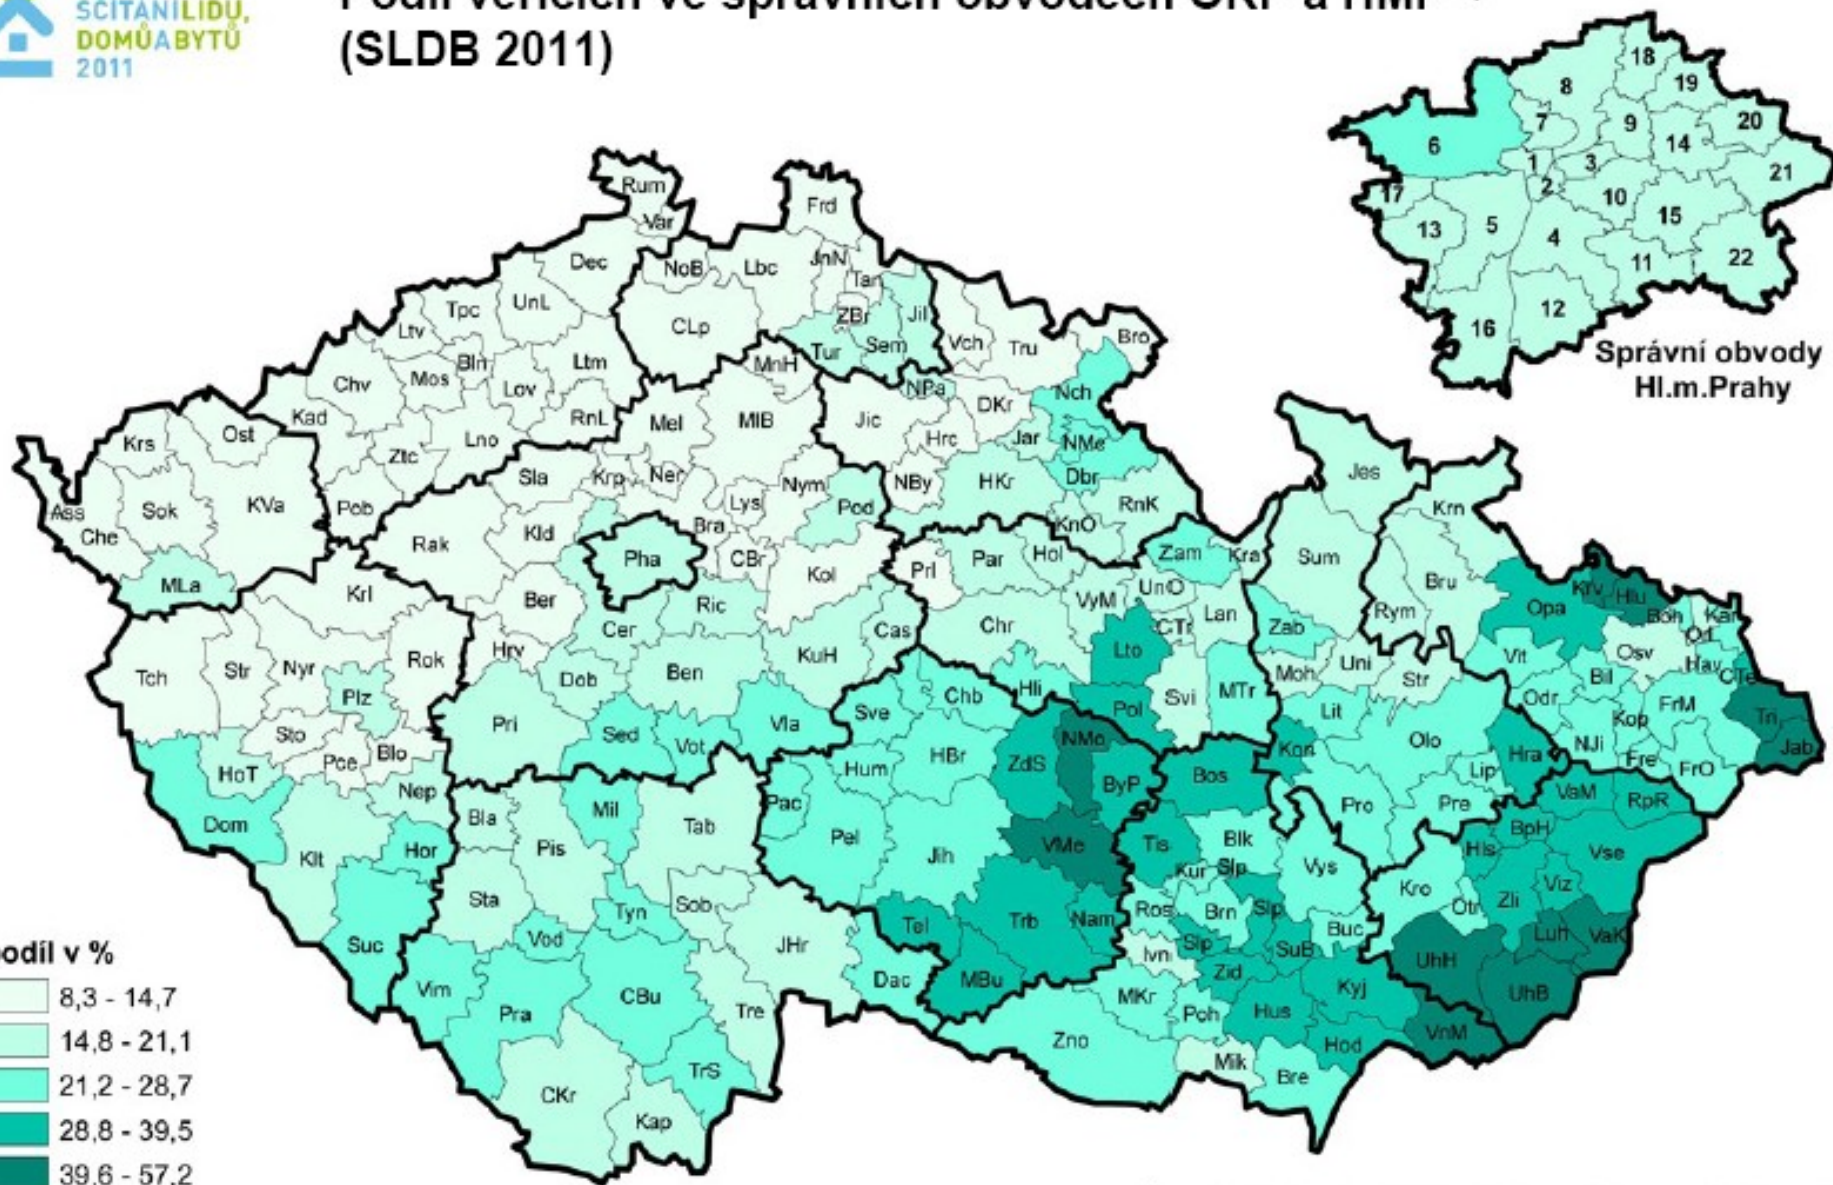 SČÍTÁNÍLIDU,
DOMŮABYTŮ
2011
(SLDB 2011)
18
8
19
7
9
20
6
14
1
3
21
2
17
10
15
13
5
4
11
22
12
16
Správní obvody
Hl.m.Prahy
Rum
Var
Frd
Dec
NoB
Lbc
JnN
Tan
Tpc
UnL
ZBr
Jil
Ltv
CLp
Tur
Sem
Vch
Tru
Bro
Bln
Ltm
MnH
Chv
Mos
Lov
NPa
Nch
Kad
RnL
Mel
MlB
Jic
DKr
Krs
Ost
Lno
Hrc
Jar
NMe
Ztc
Sla
Krp
Ner
Nym
NBy
HKr
Dbr
Jes
Ass
Sok
KVa
Pob
Lys
Pod
RnK
Krn
Che
Rak
Kld
Bra
KnO
Pha
CBr
Kol
Prl
Par
Hol
Zam
Kra
Sum
MLa
Krl
Ber
Ric
VyM
UnO
Bru
Krv
Hlu
Opa
Rym
Boh
Kar
Cer
Cas
Chr
CTr
Lan
Zab
Orl
Tch
Str
Nyr
Rok
Hrv
KuH
Lto
Uni
Vit
Osv
Hav
Plz
Dob
Ben
Hli
Svi
MTr
Moh
Str
Bil
CTe
Pri
Vla
Sve
Chb
Pol
Lit
Odr
Kop
FrM
Tri
Sto
Sed
Vot
HBr
NMo
Kon
Olo
NJi
Jab
Pce
Blo
Hum
ZdS
Bos
Hra
Fre
FrO
HoT
Nep
ByP
Lip
Pac
Pro
Pre
VaM
RpR
Dom
Bla
Mil
Tab
Pel
Jih
VMe
Tis
Blk
BpH
Klt
Hor
Pis
Kur
Slp
Vys
Hls
Vse
Sta
Sob
Kro
Zli
Viz
Tyn
Tel
Trb
Nam
Ros
Brn
Slp
Otr
Suc
Vod
JHr
Slp
SuB
Buc
Luh
VaK
Vim
CBu
Dac
MBu
Ivn
Zid
UhH
Pra
Tre
MKr
Kyj
UhB
Zno
Poh
Hus
VnM
CKr
TrS
Mik
Hod
Kap
Bre
podíl v %
8,3 - 14,7
14,8 - 21,1
21,2 - 28,7
28,8 - 39,5
39,6 - 57,2